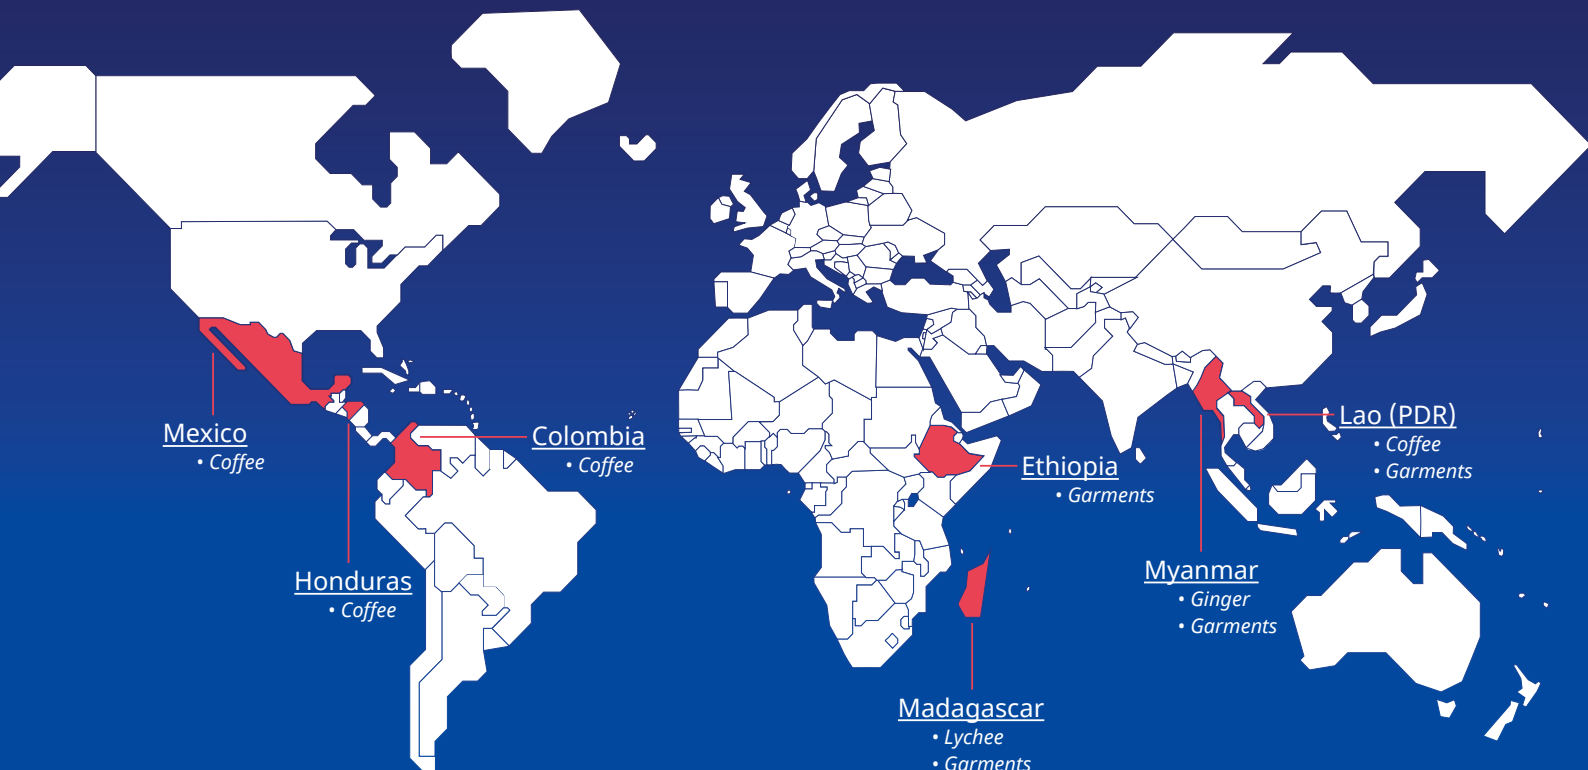 Mexico
• Coffee
Honduras
• Coffee
Colombia
• Coffee
Ethiopia
• Garments
Madagascar
• Lychee
• Garments
Myanmar
• Ginger
• Garments
Lao (PDR)
• Coffee
• Garments